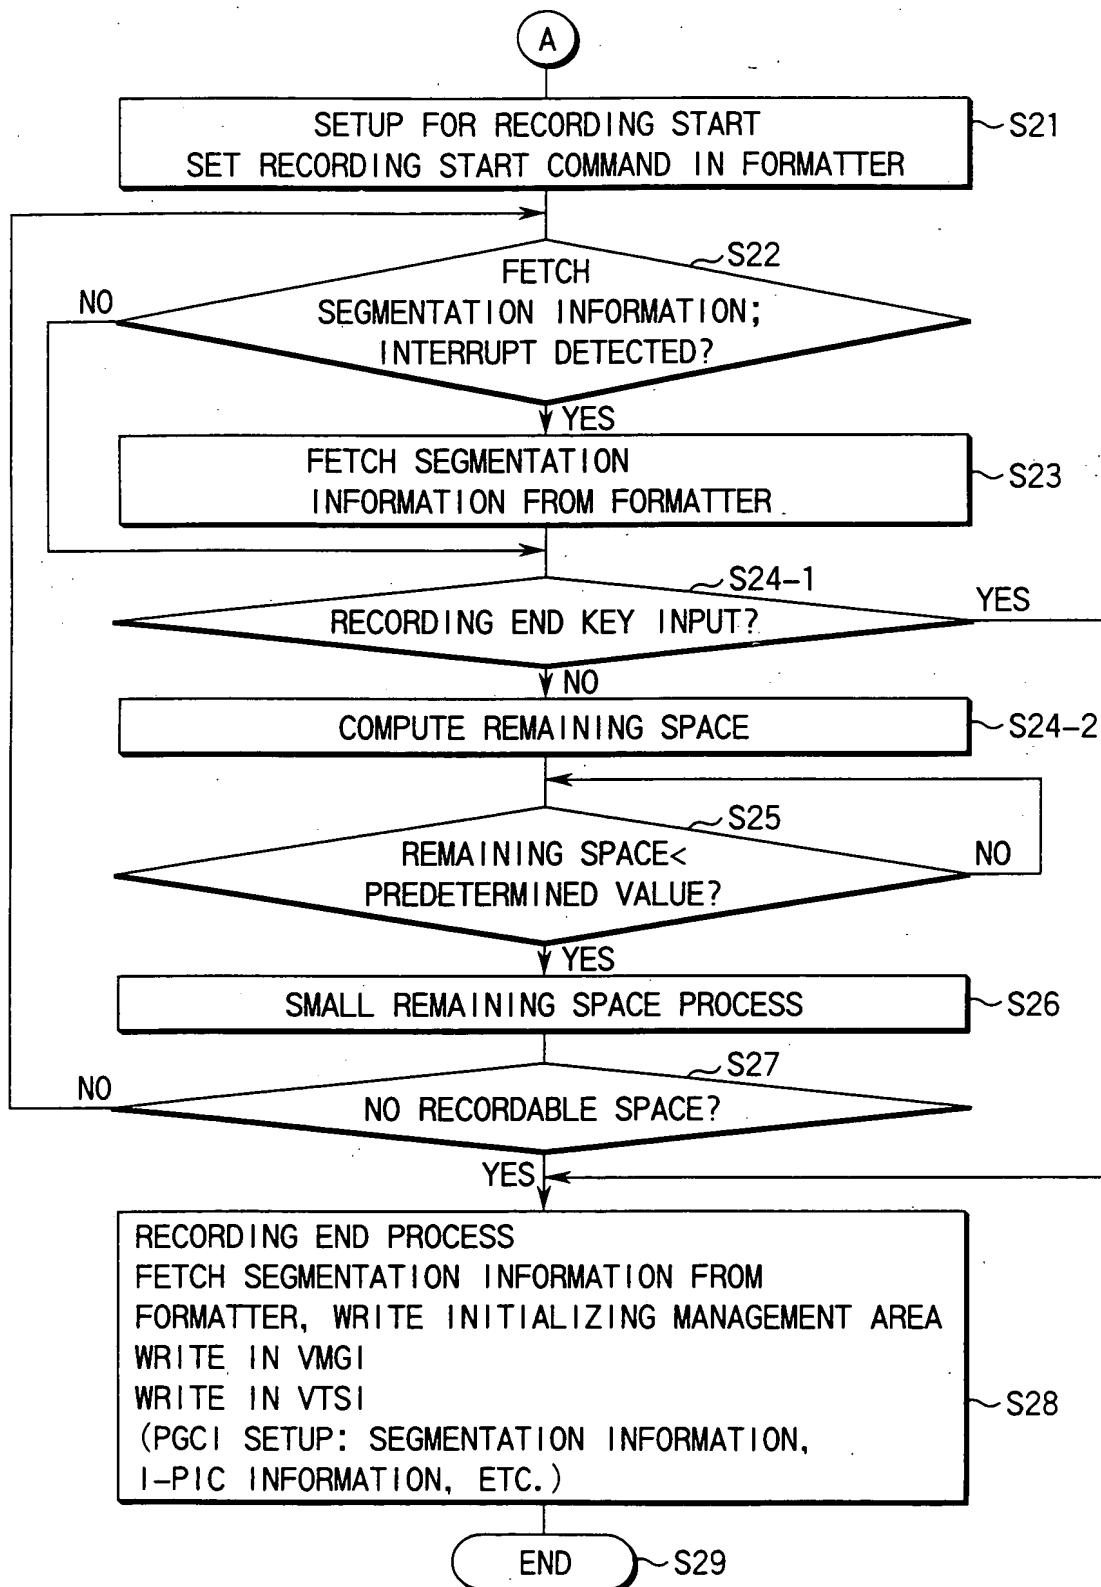 A
SETUP FOR RECORDING START
SET RECORDING START COMMAND IN FORMATTER
S21
S22
FETCH
SEGMENTATION INFORMATION;
INTERRUPT DETECTED?
NO
YES
FETCH SEGMENTATION
INFORMATION FROM FORMATTER
S23
S24-1
RECORDING END KEY INPUT?
YES
NO
COMPUTE REMAINING SPACE
S24-2
S25
REMAINING SPACE<
PREDETERMINED VALUE?
NO
YES
SMALL REMAINING SPACE PROCESS
S26
S27
NO RECORDABLE SPACE?
NO
YES
RECORDING END PROCESS
FETCH SEGMENTATION INFORMATION FROM
FORMATTER, WRITE INITIALIZING MANAGEMENT AREA
WRITE IN VMGI
WRITE IN VTSI
(PGCI SETUP: SEGMENTATION INFORMATION,
I-PIC INFORMATION, ETC.)
S28
END
S29